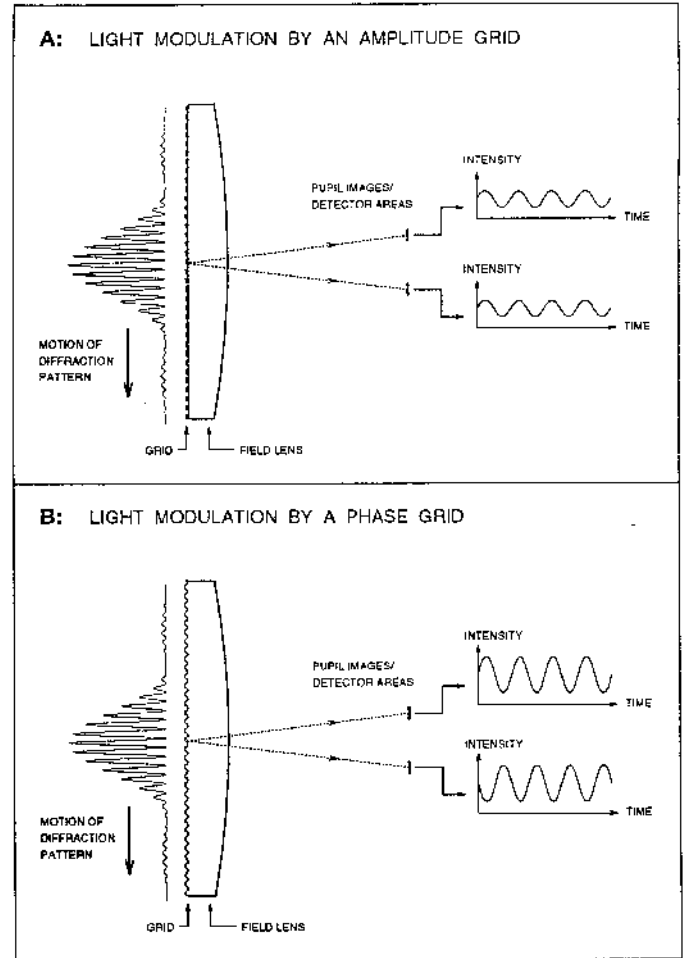 A: LIGHT MODULATION BY AN AMPLITUDE GRID
INTENSITY
PUPIL IMAGES/
DETECTOR AREAS
TIME
INTENSITY
TIME
MOTION OF
DIFFRACTION
PATTERN
GRID
FIELD LENS
B: LIGHT MODULATION BY A PHASE GRID
INTENSITY
PUPIL IMAGES/
DETECTOR AREAS
TIME
INTENSITY
TIME
MOTION OF
DIFFRACTION
PATTERN
GRID
FIELD LENS